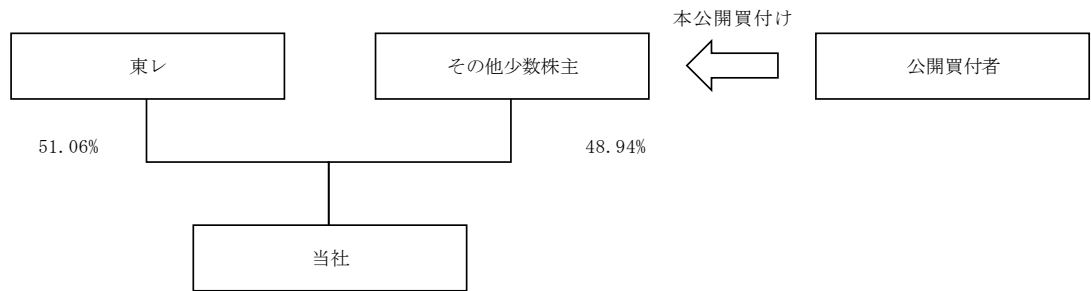 本公開買付け
東レ
その他少数株主
公開買付者
51.06%
48.94%
当社